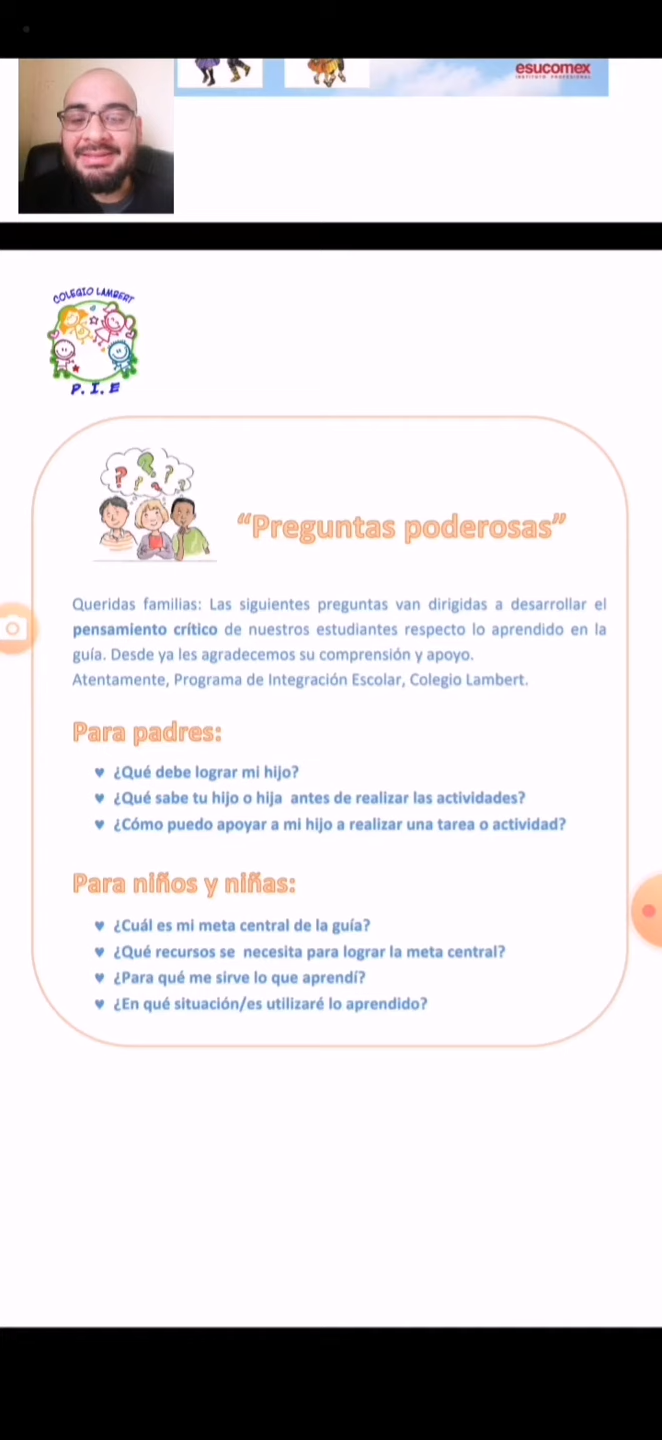 esucomex
INSTITUTO PROFESIONAL
COLEGIO LAMBERT
P. I. E
“Preguntas poderosas”
Queridas familias: Las siguientes preguntas van dirigidas a desarrollar el
pensamiento crítico de nuestros estudiantes respecto lo aprendido en la
guía. Desde ya les agradecemos su comprensión y apoyo.
Atentamente, Programa de Integración Escolar, Colegio Lambert.
Para padres:
♥ ¿Qué debe lograr mi hijo?
♥ ¿Qué sabe tu hijo o hija antes de realizar las actividades?
♥ ¿Cómo puedo apoyar a mi hijo a realizar una tarea o actividad?
Para niños y niñas:
♥ ¿Cuál es mi meta central de la guía?
♥ ¿Qué recursos se necesita para lograr la meta central?
♥ ¿Para qué me sirve lo que aprendí?
♥ ¿En qué situación/es utilizaré lo aprendido?